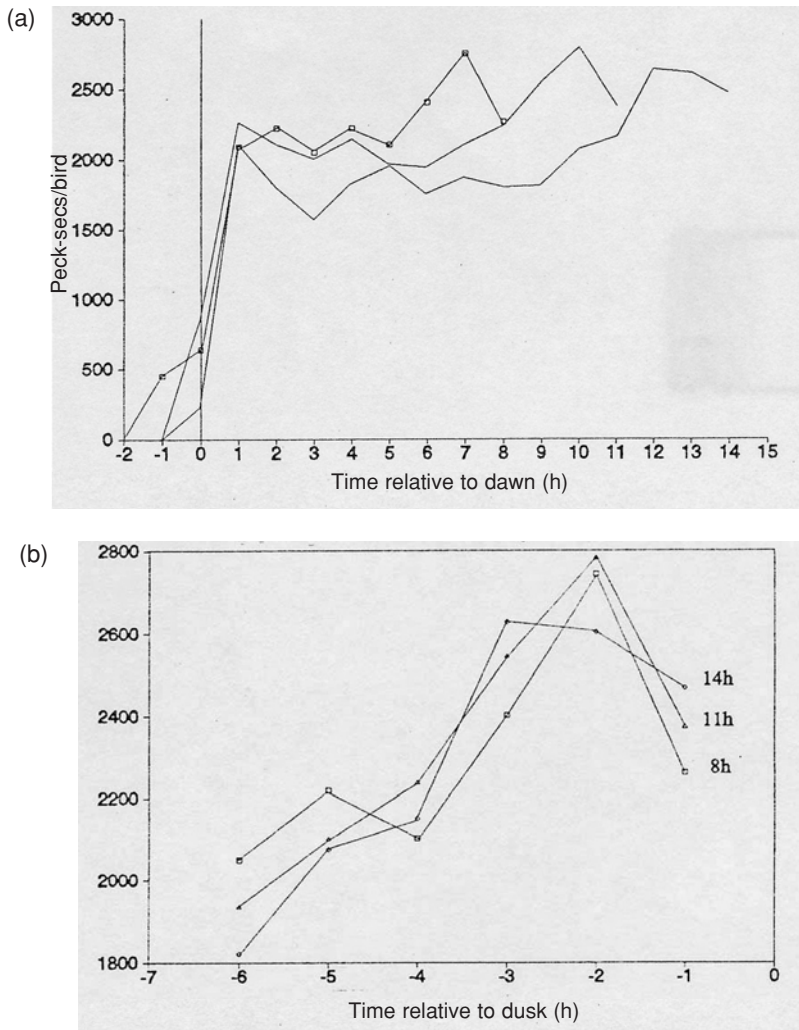 (a)
3000
2500
2000
1500
1000
500
0
Peck-secs/bird
-2 -1 0 1 2 3 4 5 6 7 8 9 10 11 12 13 14 15
Time relative to dawn (h)
(b)
2800
2600
2400
2200
2000
1800
14h
11h
8h
-7 -6 -5 -4 -3 -2 -1 0
Time relative to dusk (h)